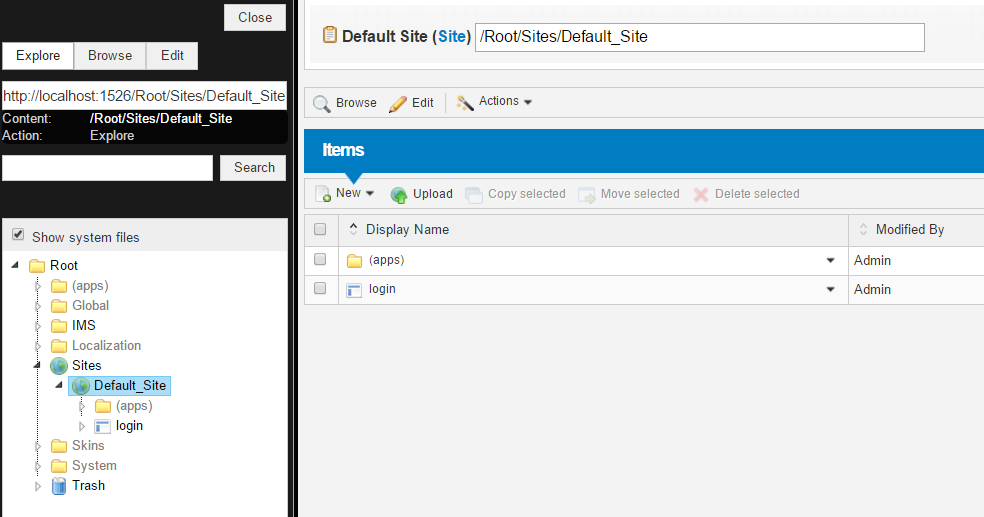 Close
Explore Browse Edit
http://localhost:1526/Root/Sites/Default_Site
Content: /Root/Sites/Default_Site
Action: Explore
Search
Show system files
Root
(apps)
Global
IMS
Localization
Sites
Default_Site
(apps)
login
Skins
System
Trash
Default Site (Site) /Root/Sites/Default_Site
Browse Edit Actions
Items
New Upload Copy selected Move selected Delete selected
Display Name Modified By
(apps) Admin
login Admin